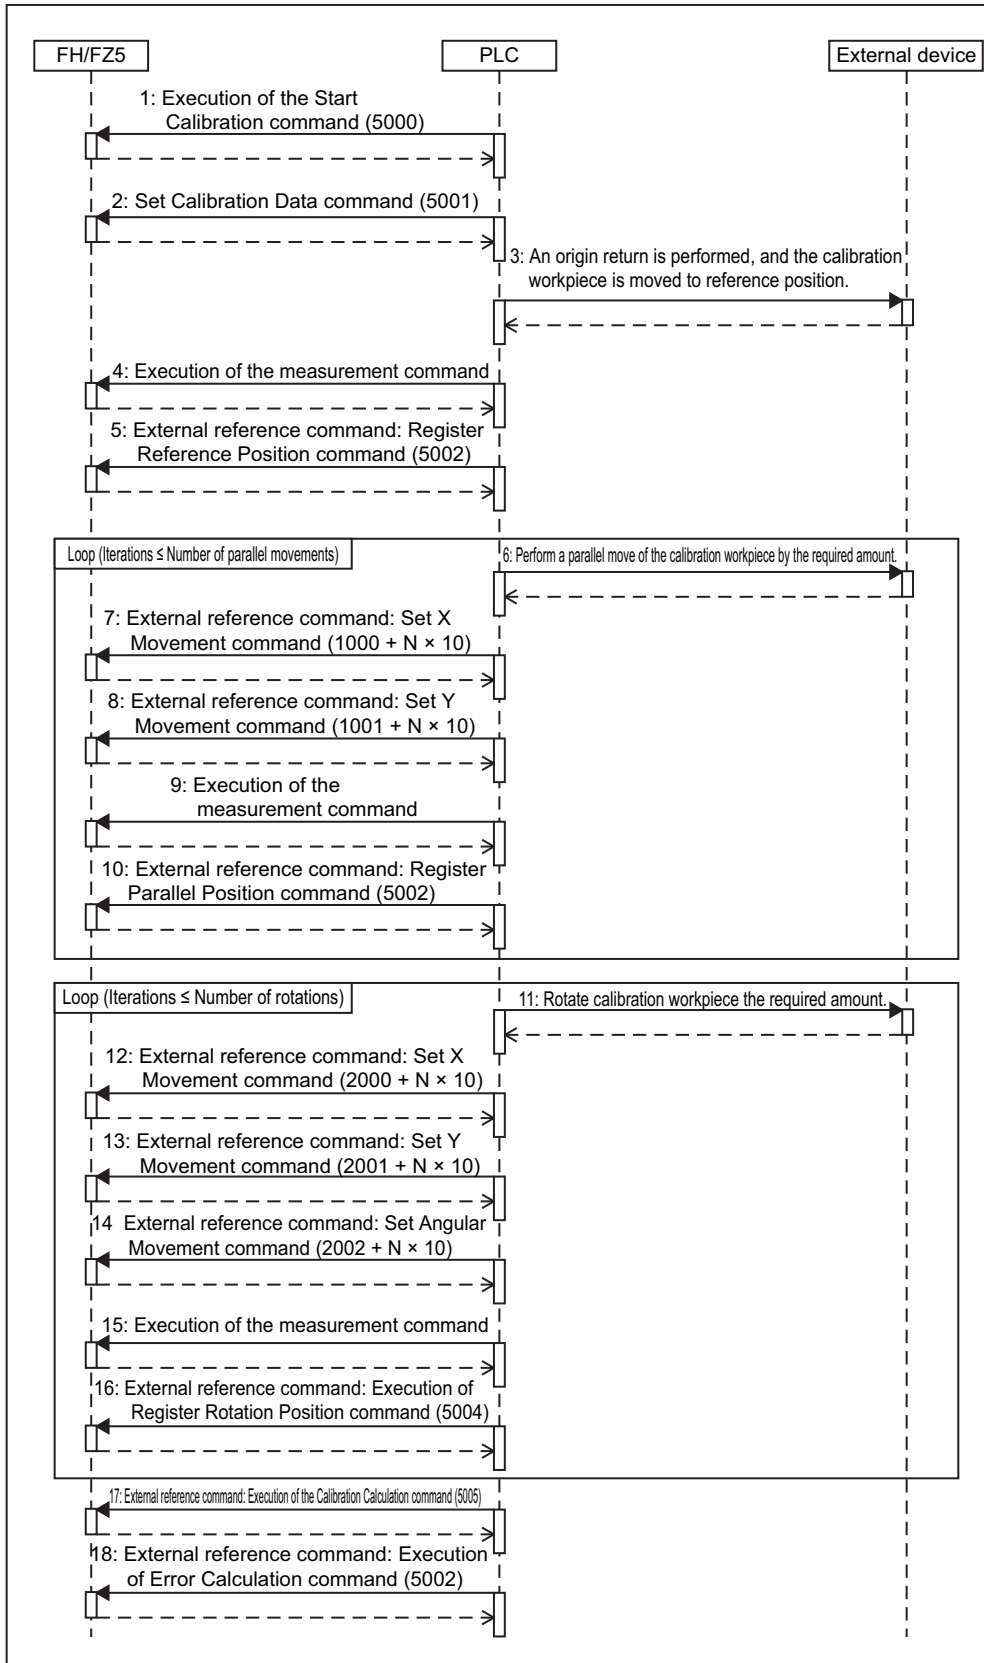 FH/FZ5
PLC
External device
1: Execution of the Start
Calibration command (5000)
2: Set Calibration Data command (5001)
3: An origin return is performed, and the calibration
workpiece is moved to reference position.
4: Execution of the measurement command
5: External reference command: Register
Reference Position command (5002)
Loop (Iterations ≤ Number of parallel movements)
6: Perform a parallel move of the calibration workpiece by the required amount.
7: External reference command: Set X
Movement command (1000 + N × 10)
8: External reference command: Set Y
Movement command (1001 + N × 10)
9: Execution of the
measurement command
10: External reference command: Register
Parallel Position command (5002)
Loop (Iterations ≤ Number of rotations)
11: Rotate calibration workpiece the required amount.
12: External reference command: Set X
Movement command (2000 + N × 10)
13: External reference command: Set Y
Movement command (2001 + N × 10)
14 External reference command: Set Angular
Movement command (2002 + N × 10)
15: Execution of the measurement command
16: External reference command: Execution of
Register Rotation Position command (5004)
17: External reference command: Execution of the Calibration Calculation command (5005)
18: External reference command: Execution
of Error Calculation command (5002)